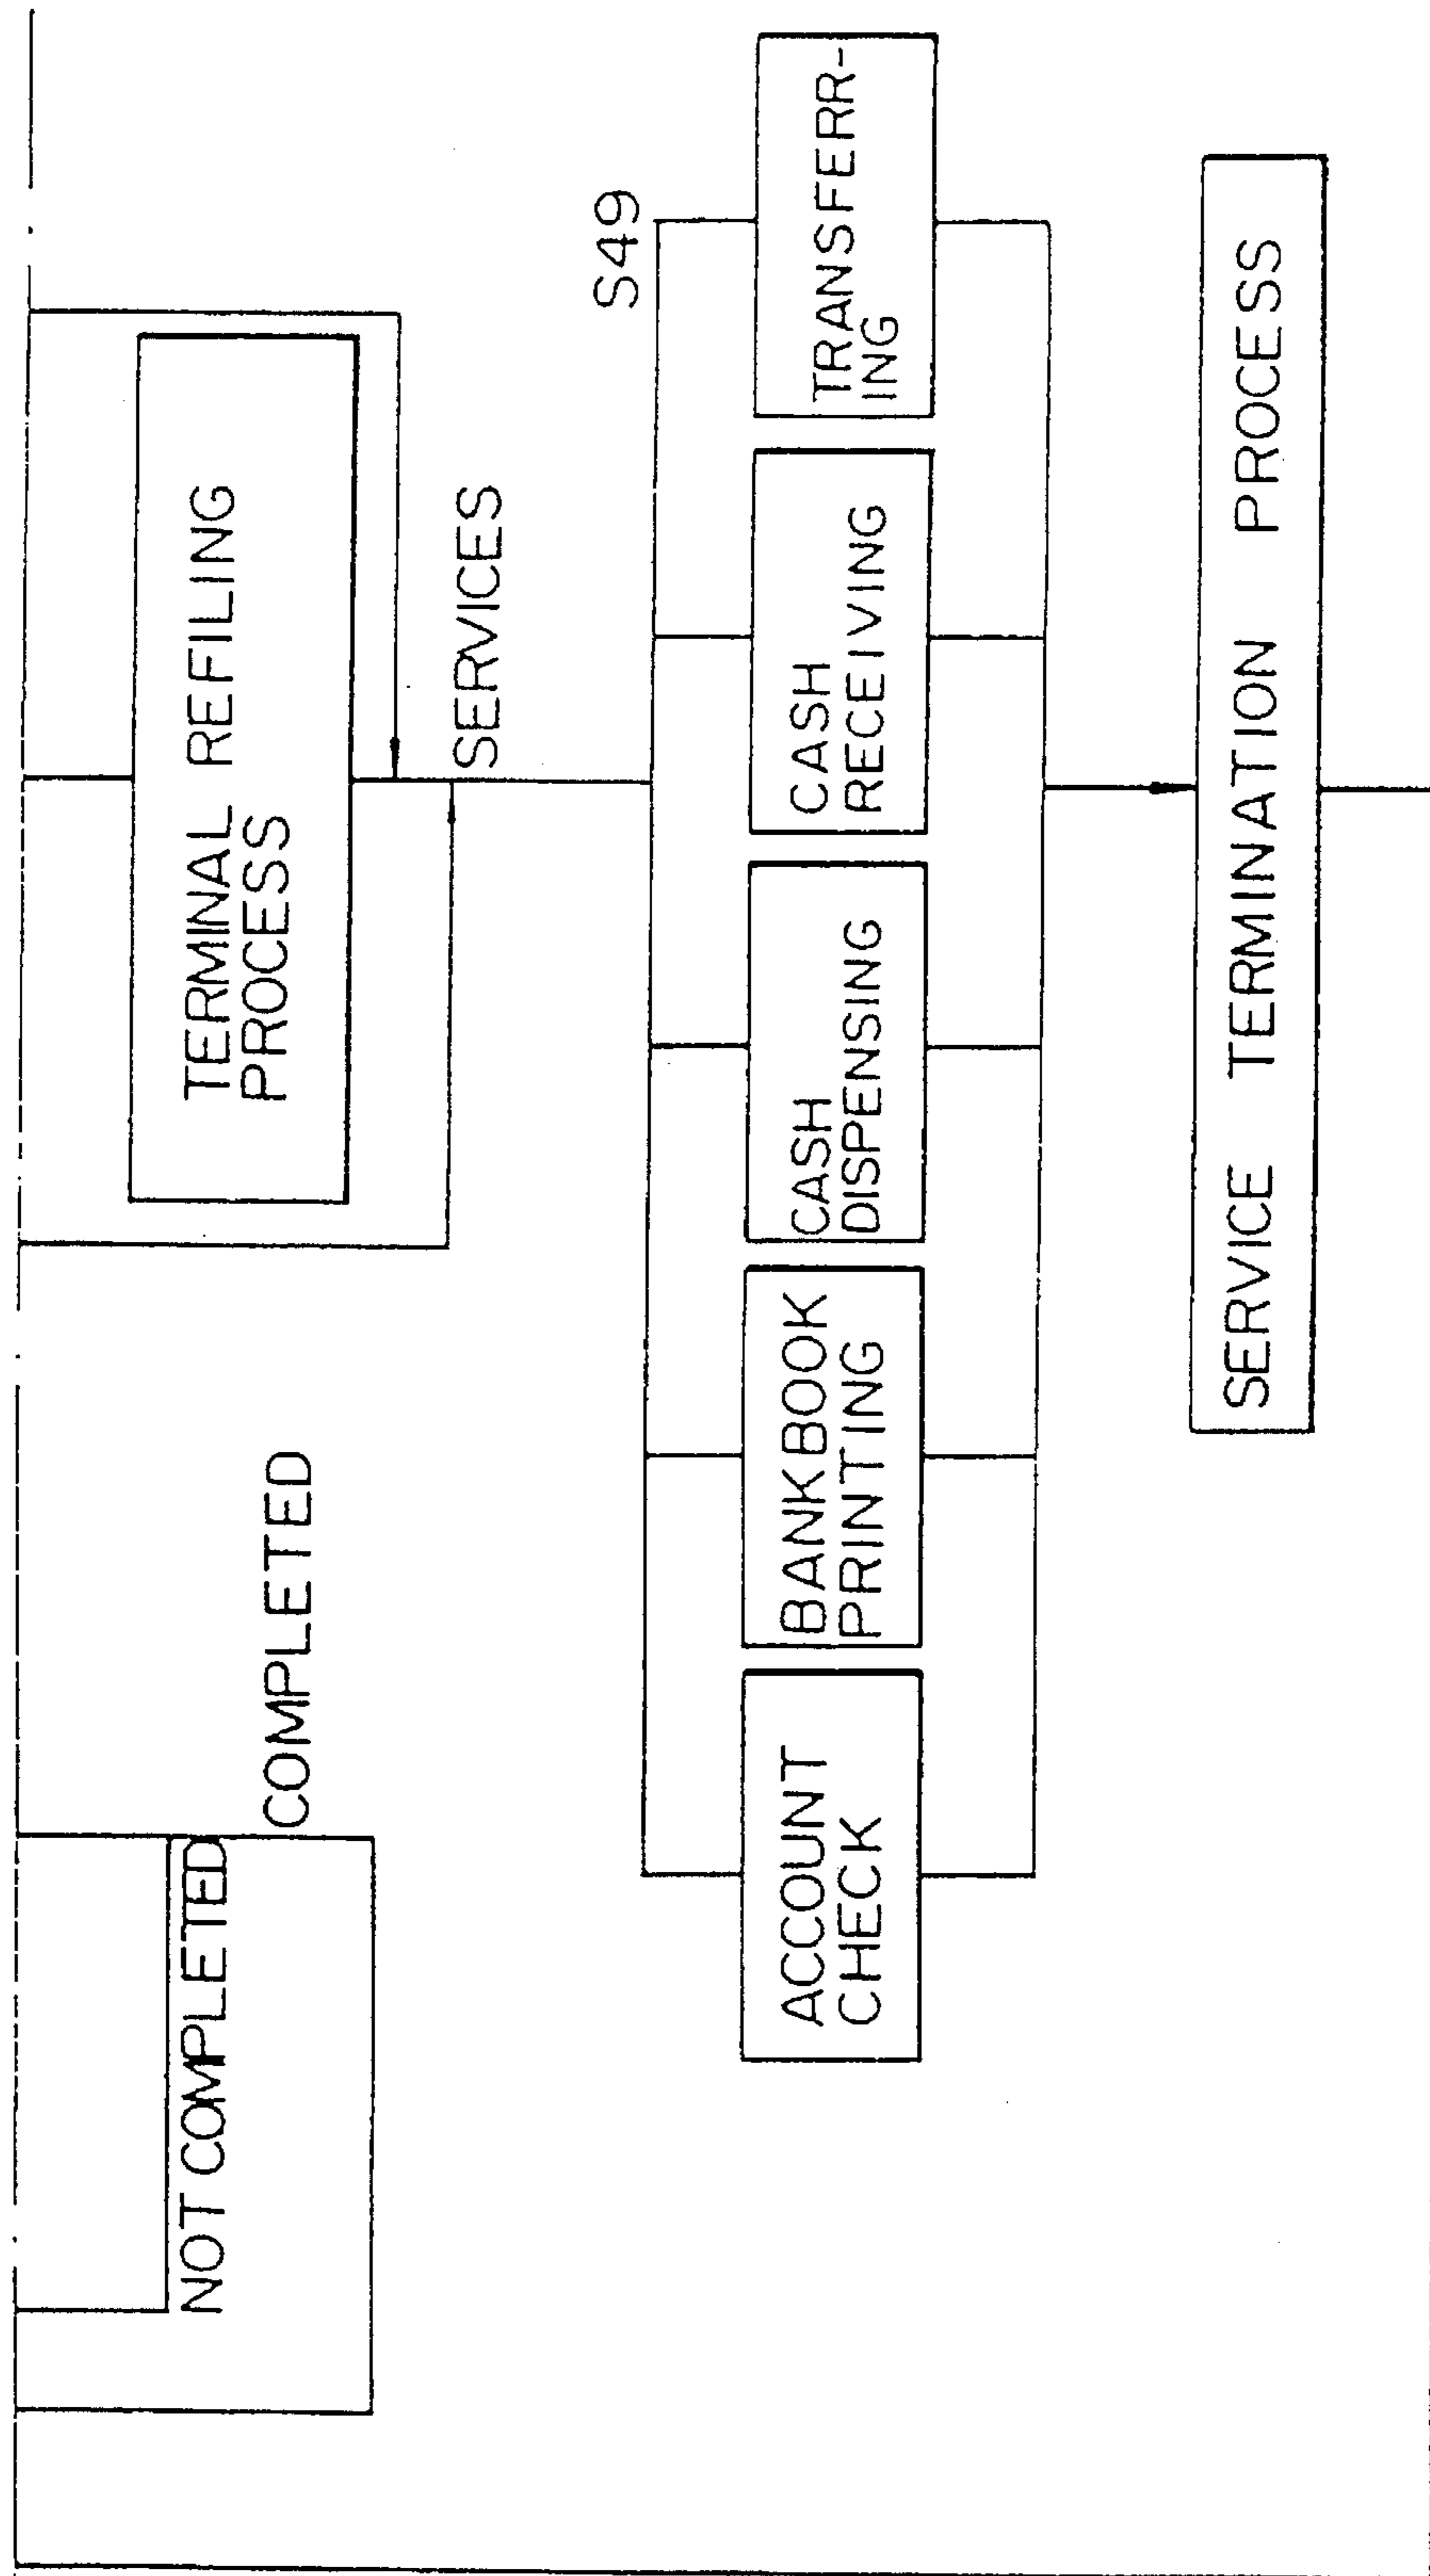 NOT COMPLETED
COMPLETED
TERMINAL REFILING
PROCESS
SERVICES
S49
ACCOUNT
CHECK
BANKBOOK
PRINTING
CASH
DISPENSING
CASH
RECEIVING
TRANSFERR-
ING
SERVICE TERMINATION PROCESS